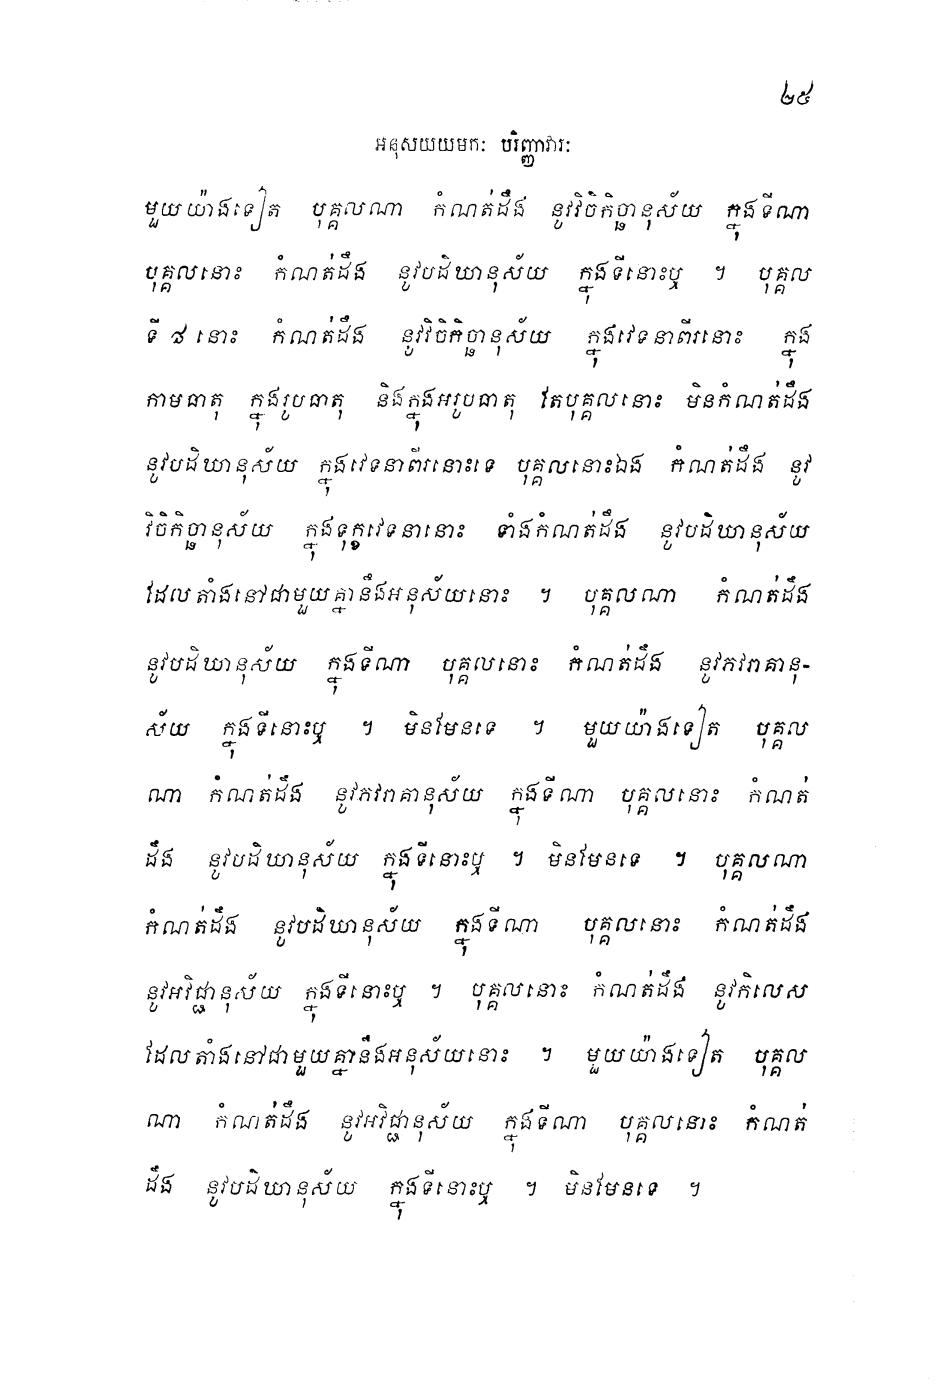 ២៥
អនុសយយមកៈ បរិញ្ញាវារៈ
មួយយ៉ាងទៀត បុគ្គលណា កំណត់ដឹង នូវវិចិកិច្ឆានុស័យ ក្នុងទីណា
បុគ្គលនោះ កំណត់ដឹង នូវបដិឃានុស័យ ក្នុងទីនោះឬ ។ បុគ្គល
ទី ៨ នោះ កំណត់ដឹង នូវវិចិកិច្ឆានុស័យ ក្នុងវេទនាពីរនោះ ក្នុង
កាមធាតុ ក្នុងរូបធាតុ និងក្នុងអរូបធាតុ តែបុគ្គលនោះ មិនកំណត់ដឹង
នូវបដិឃានុស័យ ក្នុងវេទនាពីរនោះទេ បុគ្គលនោះឯង កំណត់ដឹង នូវ
វិចិកិច្ឆានុស័យ ក្នុងទុក្ខវេទនានោះ ទាំងកំណត់ដឹង នូវបដិឃានុស័យ
ដែលតាំងនៅជាមួយគ្នានឹងអនុស័យនោះ ។ បុគ្គលណា កំណត់ដឹង
នូវបដិឃានុស័យ ក្នុងទីណា បុគ្គលនោះ កំណត់ដឹង នូវភវរាគានុ-
ស័យ ក្នុងទីនោះឬ ។ មិនមែនទេ ។ មួយយ៉ាងទៀត បុគ្គល
ណា កំណត់ដឹង នូវភវរាគានុស័យ ក្នុងទីណា បុគ្គលនោះ កំណត់
ដឹង នូវបដិឃានុស័យ ក្នុងទីនោះឬ ។ មិនមែនទេ ។ បុគ្គលណា
កំណត់ដឹង នូវបដិឃានុស័យ ក្នុងទីណា បុគ្គលនោះ កំណត់ដឹង
នូវអវិជ្ជានុស័យ ក្នុងទីនោះឬ ។ បុគ្គលនោះ កំណត់ដឹង នូវកិលេស
ដែលតាំងនៅជាមួយគ្នានឹងអនុស័យនោះ ។ មួយយ៉ាងទៀត បុគ្គល
ណា កំណត់ដឹង នូវអវិជ្ជានុស័យ ក្នុងទីណា បុគ្គលនោះ កំណត់
ដឹង នូវបដិឃានុស័យ ក្នុងទីនោះឬ ។ មិនមែនទេ ។